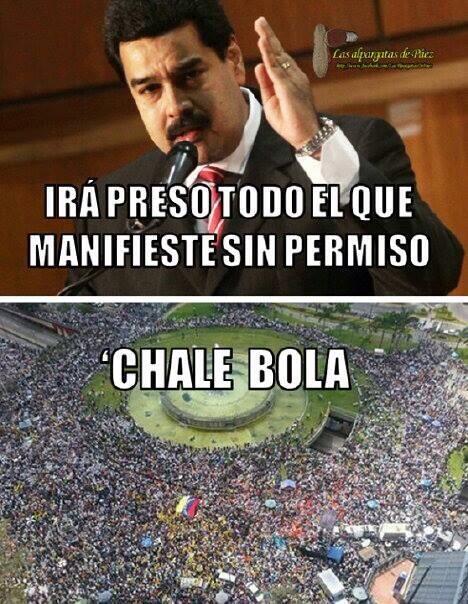 Las alpargatas de Páez
IRÁ PRESO TODO EL QUE
MANIFIESTE SIN PERMISO
‘CHALE BOLA